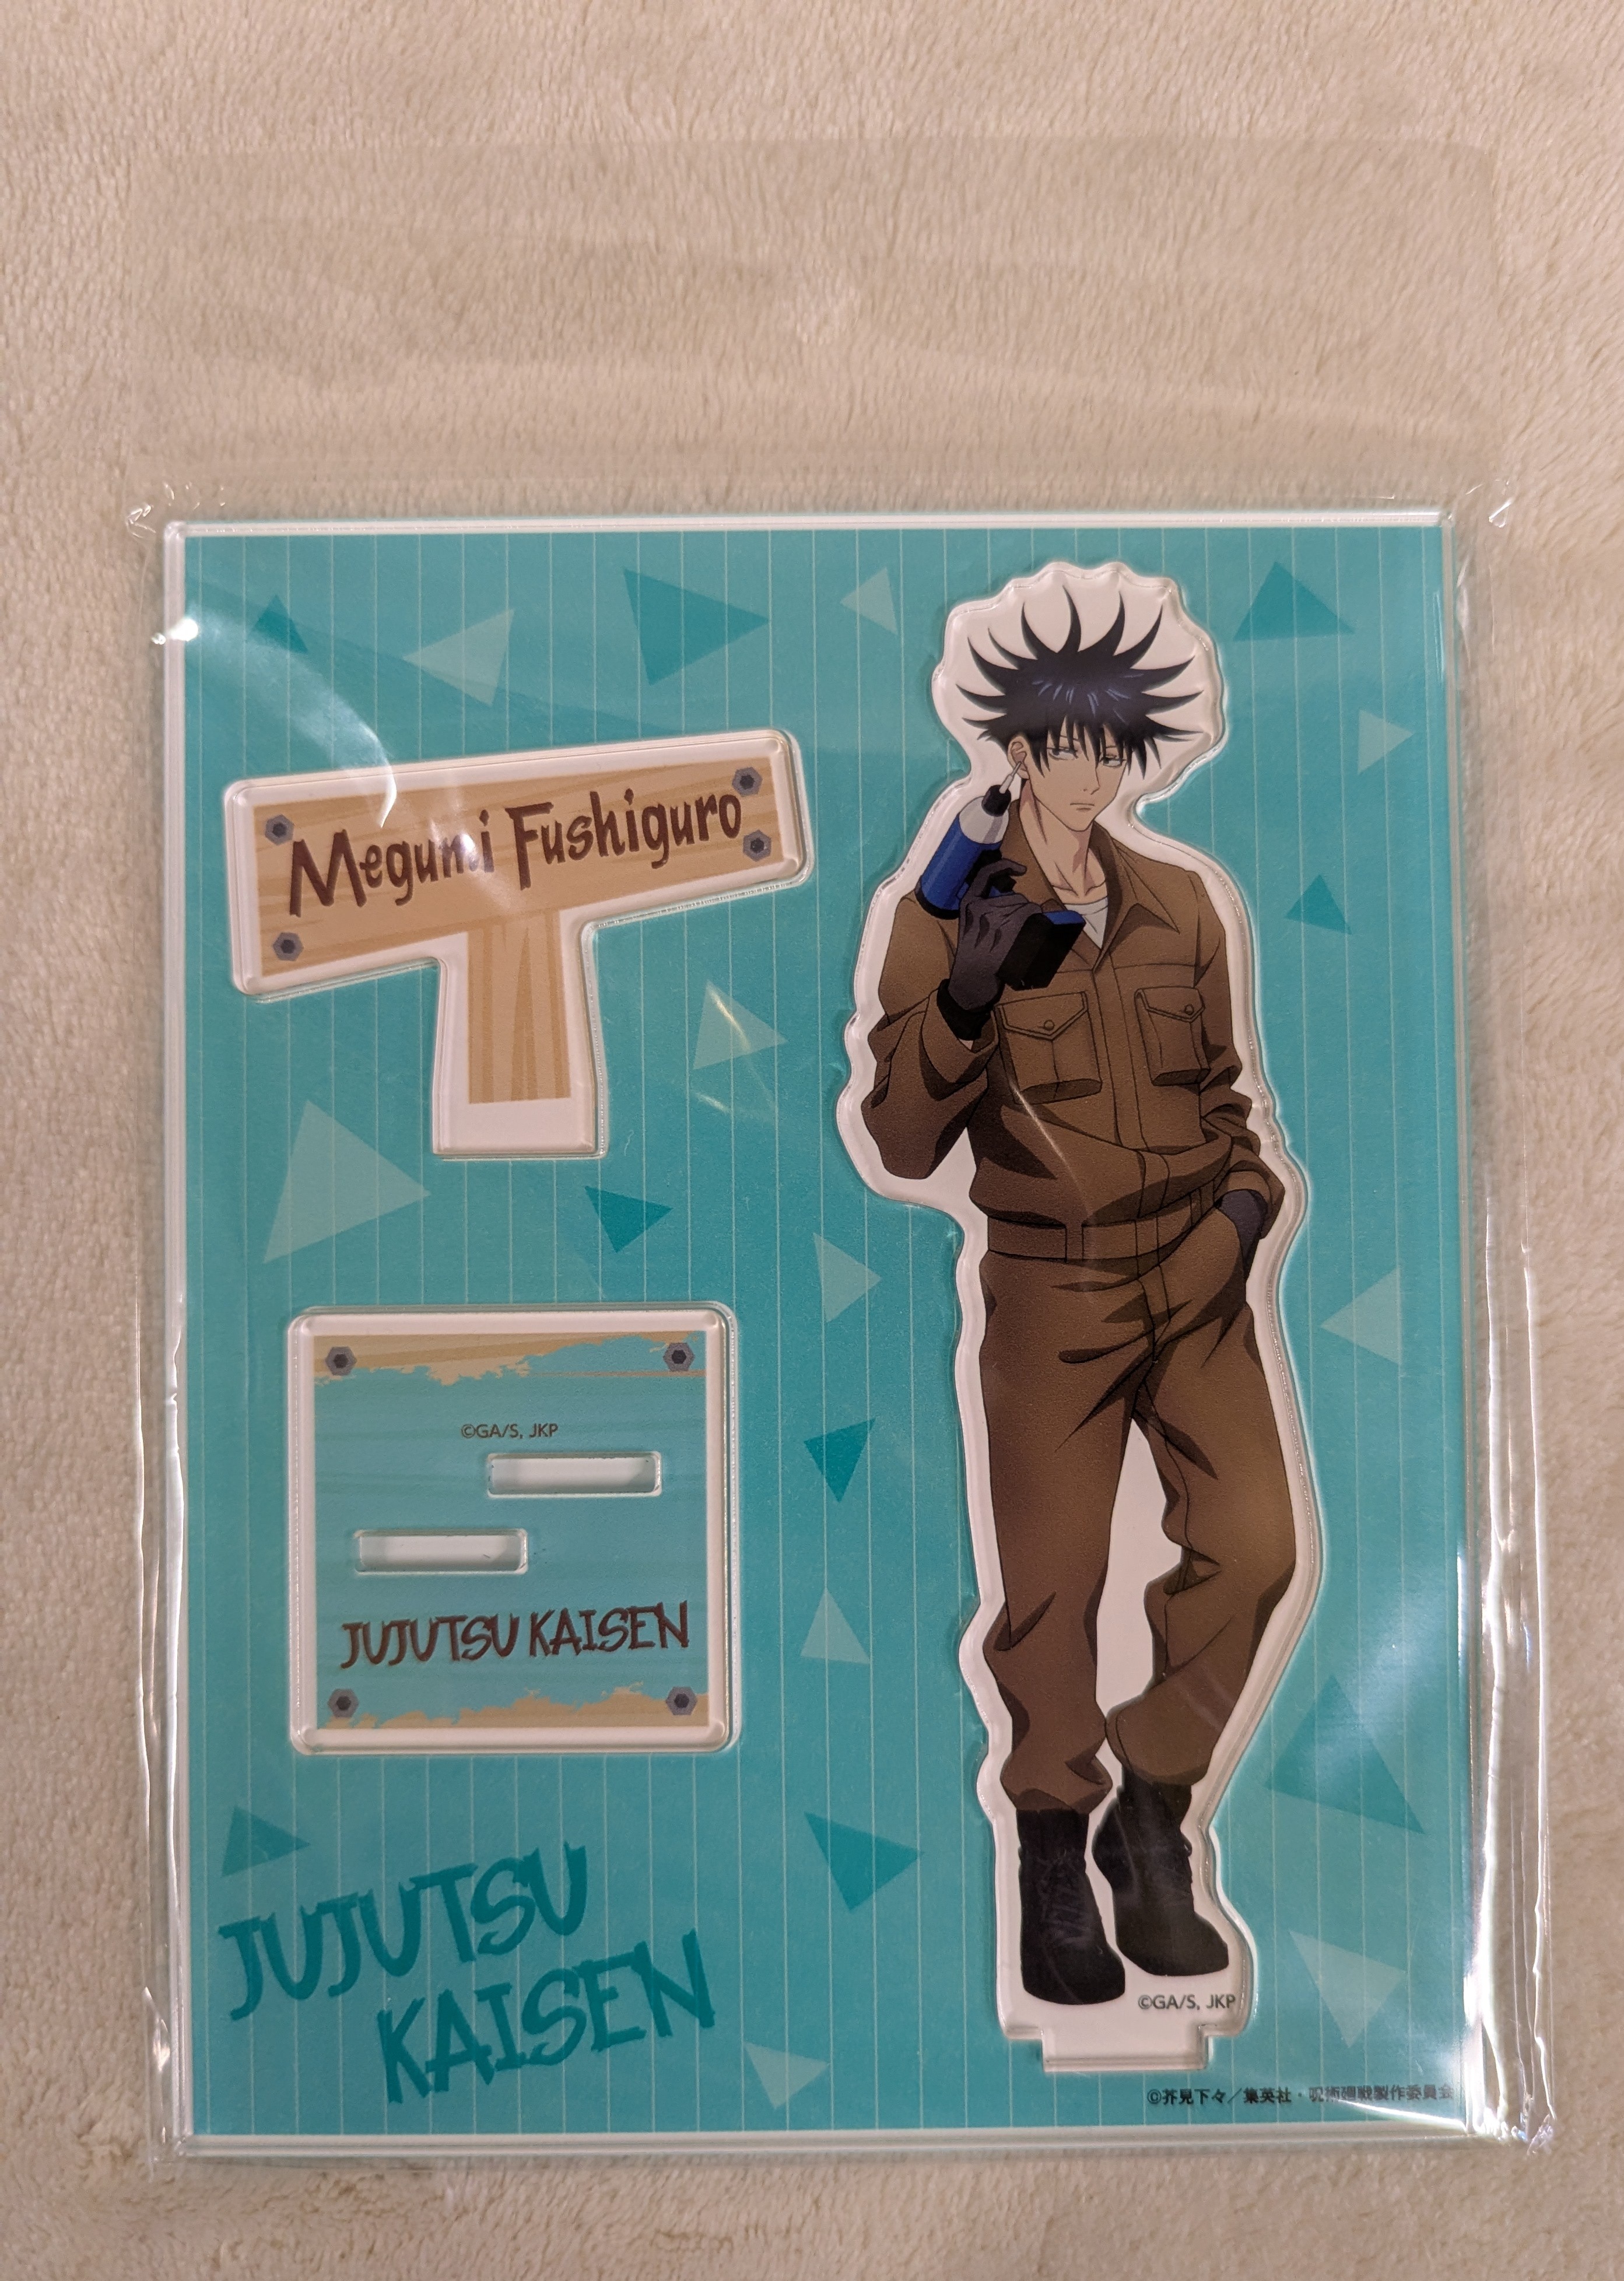 Megumi Fushiguro
©GA/S, JKP
JUJUTSU KAISEN
JUJUTSU
KAISEN
©GA/S, JKP
©芥見下々／集英社・呪術廻戦製作委員会